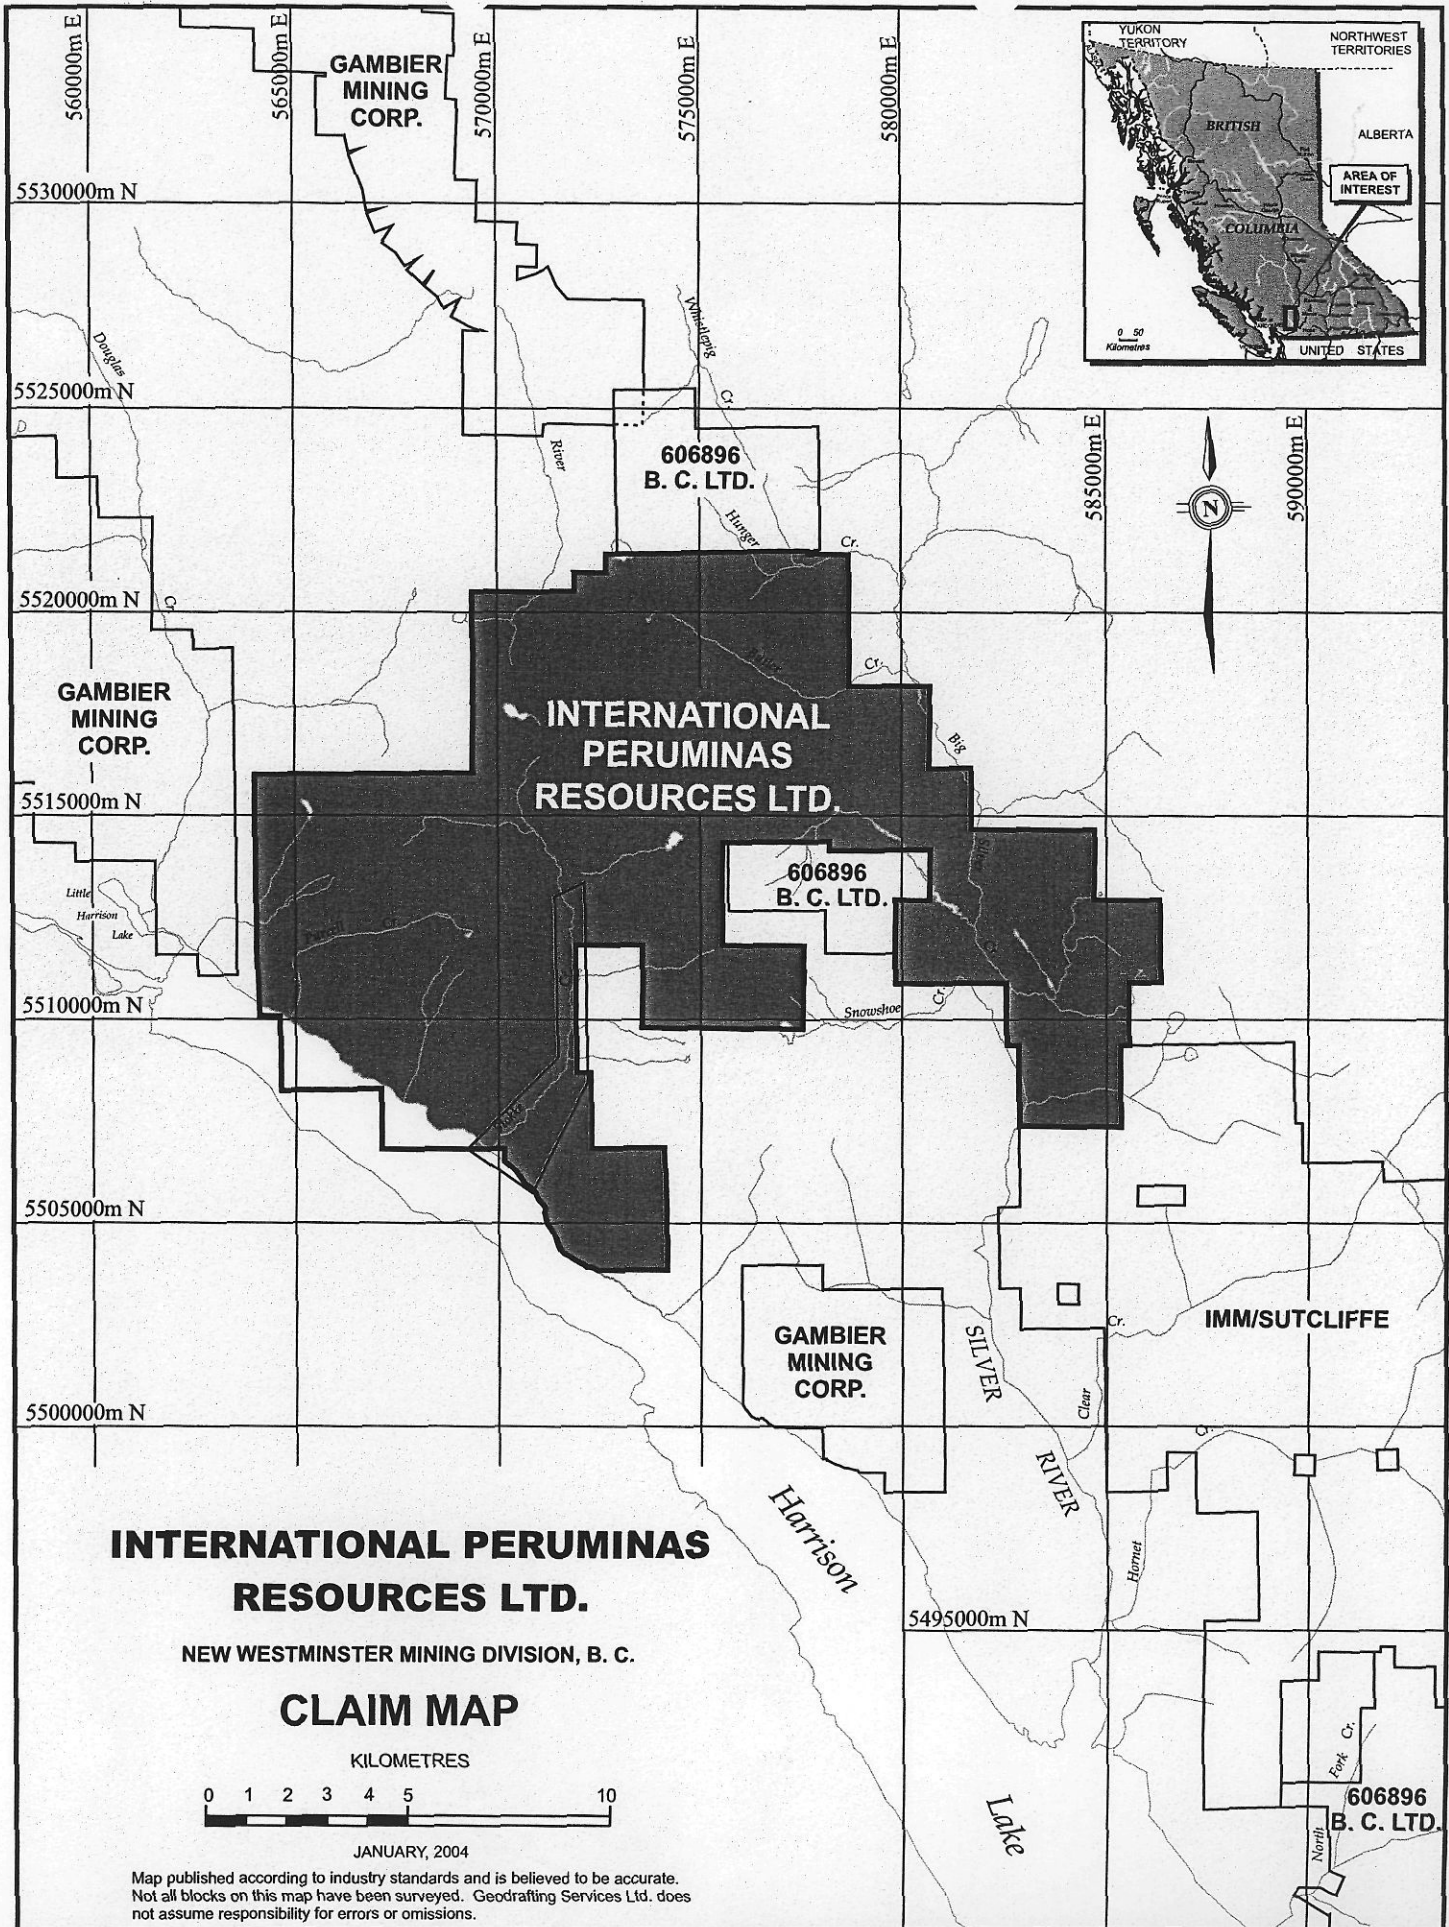 560000m E
565000m E
570000m E
575000m E
580000m E
GAMBIER
MINING
CORP.
YUKON
TERRITORY
NORTHWEST
TERRITORIES
BRITISH
COLUMBIA
ALBERTA
AREA OF
INTEREST
0 50
Kilometres
UNITED STATES
5530000m N
Douglas
Whistlepig
Cr.
5525000m N
River
606896
B. C. LTD.
Hunger
Cr.
585000m E
590000m E
N
5520000m N
Cr.
Cr.
GAMBIER
MINING
CORP.
INTERNATIONAL
PERUMINAS
RESOURCES LTD.
Big
5515000m N
Silver
606896
B. C. LTD.
Little
Harrison
Lake
Cr.
Cr.
Cr.
5510000m N
Snowshoe
Cr.
5505000m N
GAMBIER
MINING
CORP.
SILVER
RIVER
Cr.
Clear
IMM/SUTCLIFFE
5500000m N
Cr.
Hornet
Harrison
Lake
5495000m N
North
Fork
Cr.
606896
B. C. LTD.
INTERNATIONAL PERUMINAS
RESOURCES LTD.
NEW WESTMINSTER MINING DIVISION, B. C.
CLAIM MAP
KILOMETRES
0 1 2 3 4 5 10
JANUARY, 2004
Map published according to industry standards and is believed to be accurate.
Not all blocks on this map have been surveyed. Geodrafting Services Ltd. does
not assume responsibility for errors or omissions.